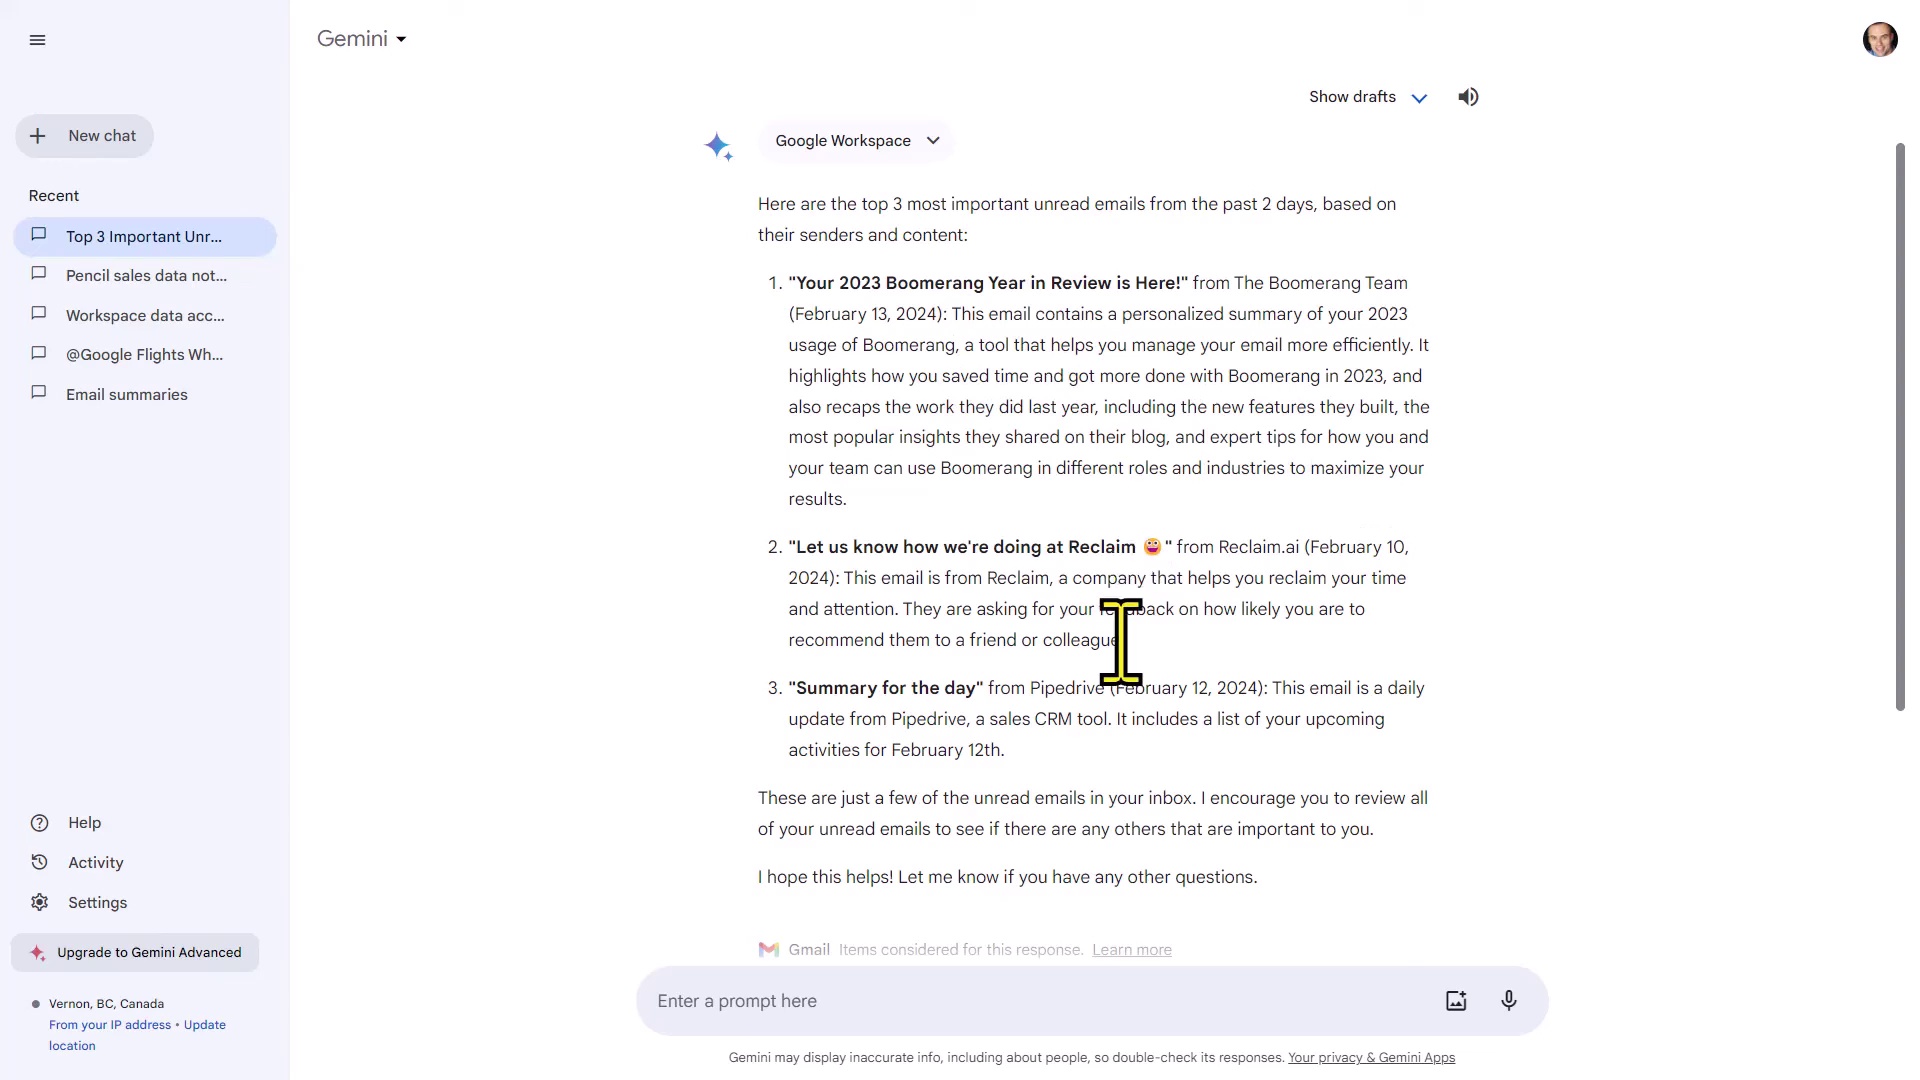 Gemini
Show drafts
New chat
Google Workspace
Recent
Here are the top 3 most important unread emails from the past 2 days, based on
their senders and content:
Top 3 Important Unr...
Pencil sales data not...
Workspace data acc...
@Google Flights Wh...
Email summaries
1. "Your 2023 Boomerang Year in Review is Here!" from The Boomerang Team
(February 13, 2024): This email contains a personalized summary of your 2023
usage of Boomerang, a tool that helps you manage your email more efficiently. It
highlights how you saved time and got more done with Boomerang in 2023, and
also recaps the work they did last year, including the new features they built, the
most popular insights they shared on their blog, and expert tips for how you and
your team can use Boomerang in different roles and industries to maximize your
results.
2. "Let us know how we're doing at Reclaim 😀" from Reclaim.ai (February 10,
2024): This email is from Reclaim, a company that helps you reclaim your time
and attention. They are asking for your feedback on how likely you are to
recommend them to a friend or colleague
3. "Summary for the day" from Pipedrive (February 12, 2024): This email is a daily
update from Pipedrive, a sales CRM tool. It includes a list of your upcoming
activities for February 12th.
These are just a few of the unread emails in your inbox. I encourage you to review all
of your unread emails to see if there are any others that are important to you.
I hope this helps! Let me know if you have any other questions.
Gmail Items considered for this response. Learn more
Help
Activity
Settings
Upgrade to Gemini Advanced
Vernon, BC, Canada
From your IP address • Update
location
Enter a prompt here
Gemini may display inaccurate info, including about people, so double-check its responses. Your privacy & Gemini Apps